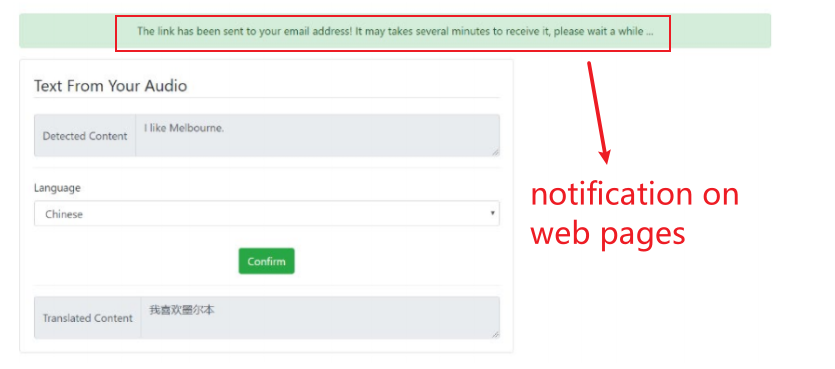 The link has been sent to your email address! It may takes several minutes to receive it, please wait a while ...
Text From Your Audio
Detected Content
I like Melbourne.
Language
Chinese
Confirm
Translated Content
我喜欢墨尔本
notification on
web pages